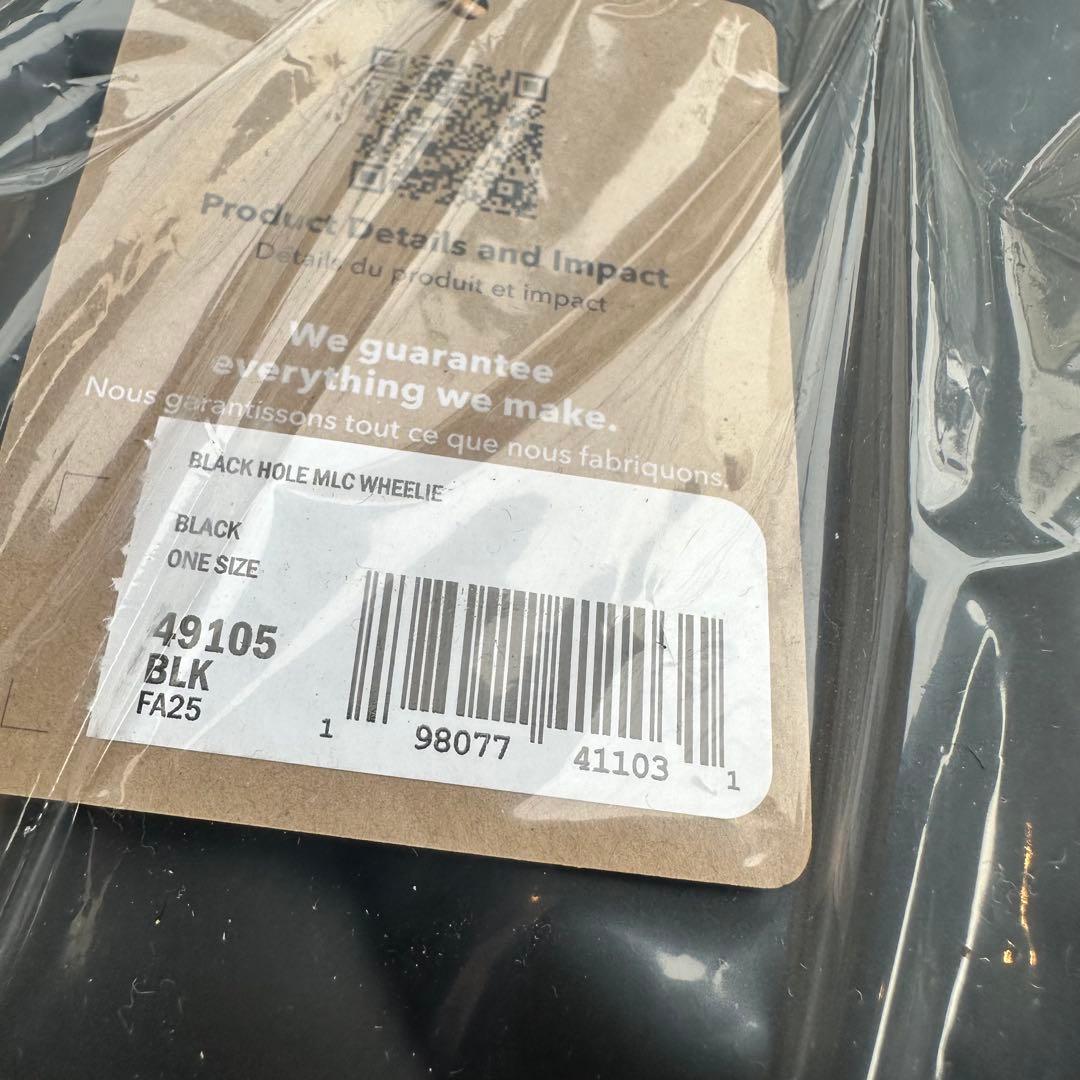 Product Details and Impact
Détails du produit et impact
We guarantee
everything we make.
Nous garantissons tout ce que nous fabriquons.
BLACK HOLE MLC WHEELIE
BLACK
ONE SIZE
49105
BLK
FA25
1 98077 41103 1